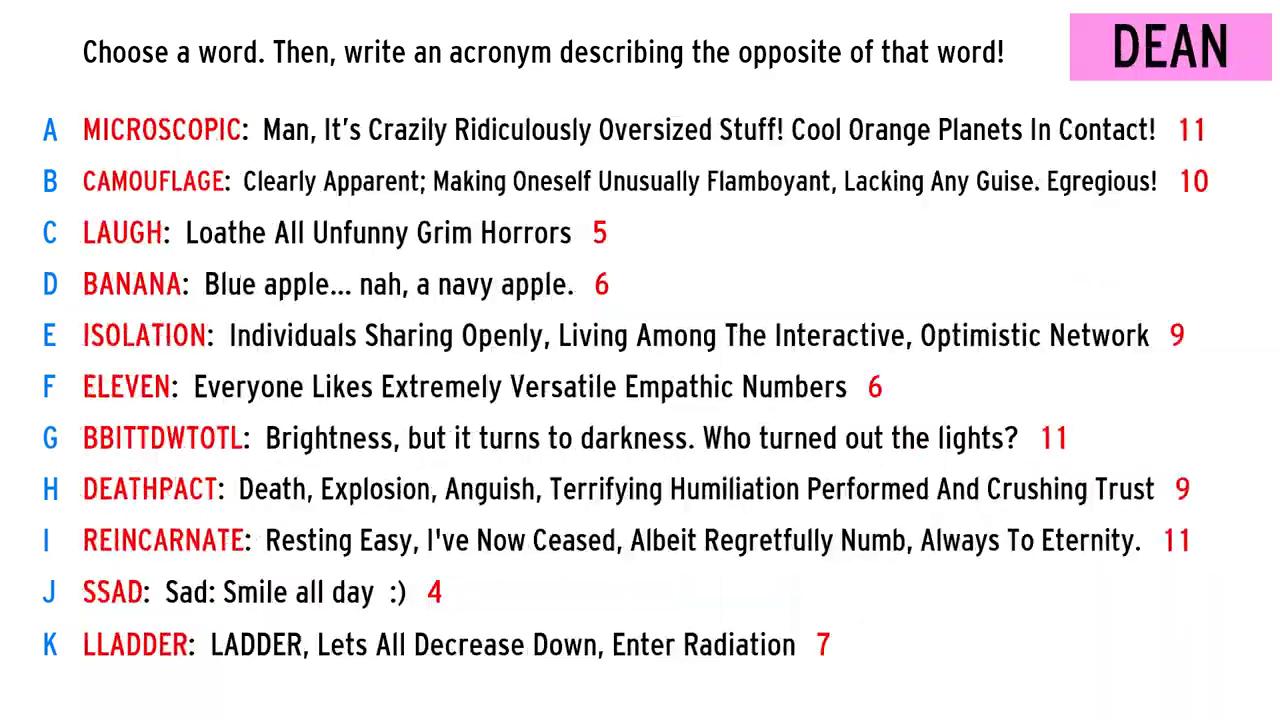 Choose a word. Then, write an acronym describing the opposite of that word!
DEAN
A MICROSCOPIC: Man, It's Crazily Ridiculously Oversized Stuff! Cool Orange Planets In Contact! 11
B CAMOUFLAGE: Clearly Apparent; Making Oneself Unusually Flamboyant, Lacking Any Guise. Egregious! 10
C LAUGH: Loathe All Unfunny Grim Horrors 5
D BANANA: Blue apple... nah, a navy apple. 6
E ISOLATION: Individuals Sharing Openly, Living Among The Interactive, Optimistic Network 9
F ELEVEN: Everyone Likes Extremely Versatile Empathic Numbers 6
G BBITTDWTOTL: Brightness, but it turns to darkness. Who turned out the lights? 11
H DEATHPACT: Death, Explosion, Anguish, Terrifying Humiliation Performed And Crushing Trust 9
I REINCARNATE: Resting Easy, I've Now Ceased, Albeit Regretfully Numb, Always To Eternity. 11
J SSAD: Sad: Smile all day :) 4
K LLADDER: LADDER, Lets All Decrease Down, Enter Radiation 7